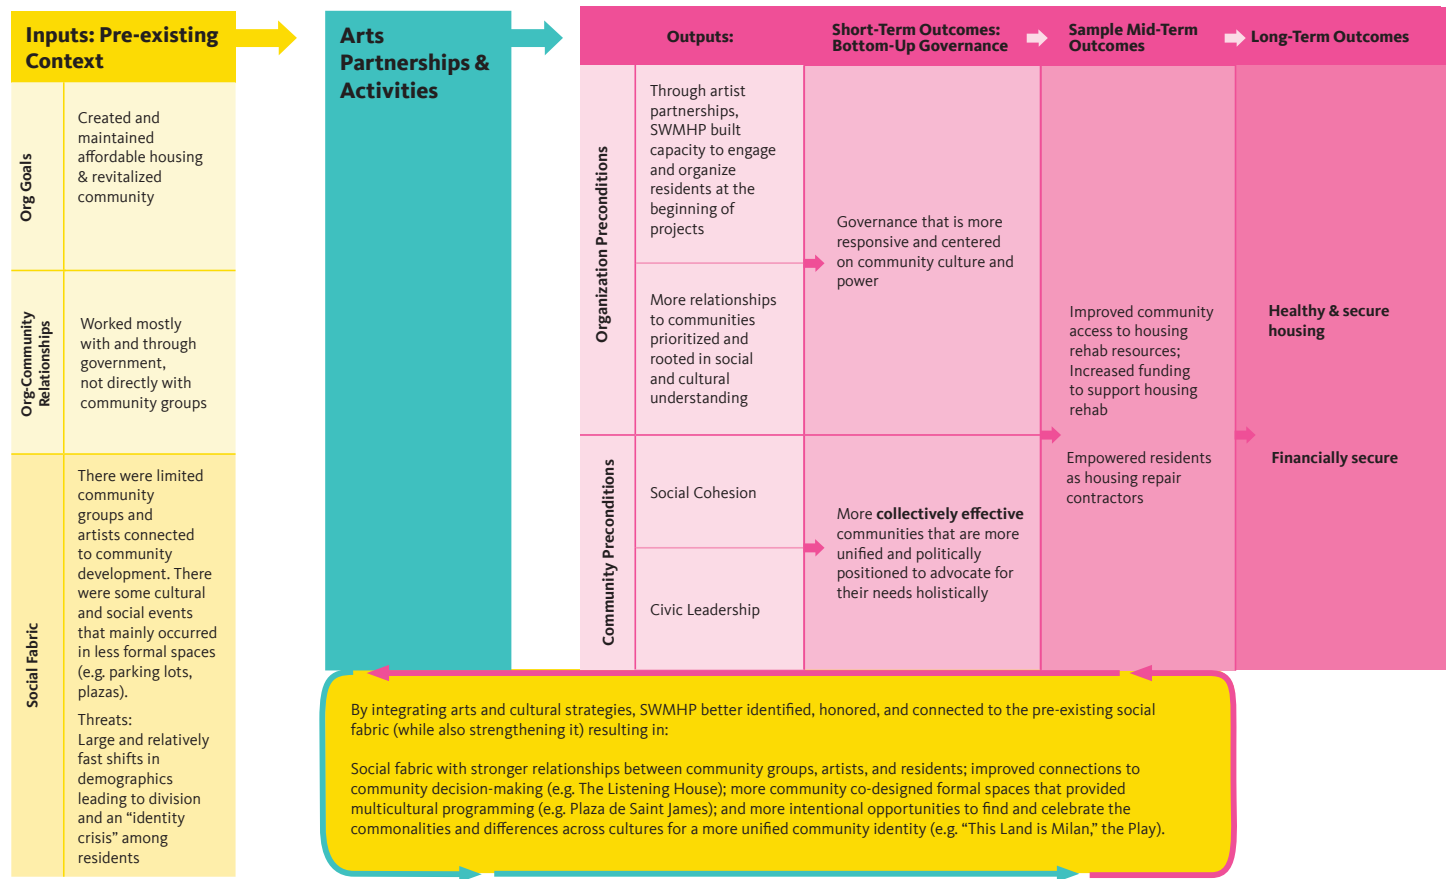 Inputs: Pre-existing
Context
Org Goals
Created and
maintained
affordable housing
& revitalized
community
Org-Community
Relationships
Worked mostly
with and through
government,
not directly with
community groups
Social Fabric
There were limited
community
groups and
artists connected
to community
development. There
were some cultural
and social events
that mainly occurred
in less formal spaces
(e.g. parking lots,
plazas).
Threats:
Large and relatively
fast shifts in
demographics
leading to division
and an “identity
crisis” among
residents
Arts
Partnerships &
Activities
Outputs:
Short-Term Outcomes:
Bottom-Up Governance
Sample Mid-Term
Outcomes
Long-Term Outcomes
Organization Preconditions
Through artist
partnerships,
SWMHP built
capacity to engage
and organize
residents at the
beginning of
projects
More relationships
to communities
prioritized and
rooted in social
and cultural
understanding
Governance that is more
responsive and centered
on community culture and
power
Community Preconditions
Social Cohesion
Civic Leadership
More collectively effective
communities that are more
unified and politically
positioned to advocate for
their needs holistically
Improved community
access to housing
rehab resources;
Increased funding
to support housing
rehab
Empowered residents
as housing repair
contractors
Healthy & secure
housing
Financially secure
By integrating arts and cultural strategies, SWMHP better identified, honored, and connected to the pre-existing social
fabric (while also strengthening it) resulting in:
Social fabric with stronger relationships between community groups, artists, and residents; improved connections to
community decision-making (e.g. The Listening House); more community co-designed formal spaces that provided
multicultural programming (e.g. Plaza de Saint James); and more intentional opportunities to find and celebrate the
commonalities and differences across cultures for a more unified community identity (e.g. “This Land is Milan,” the Play).